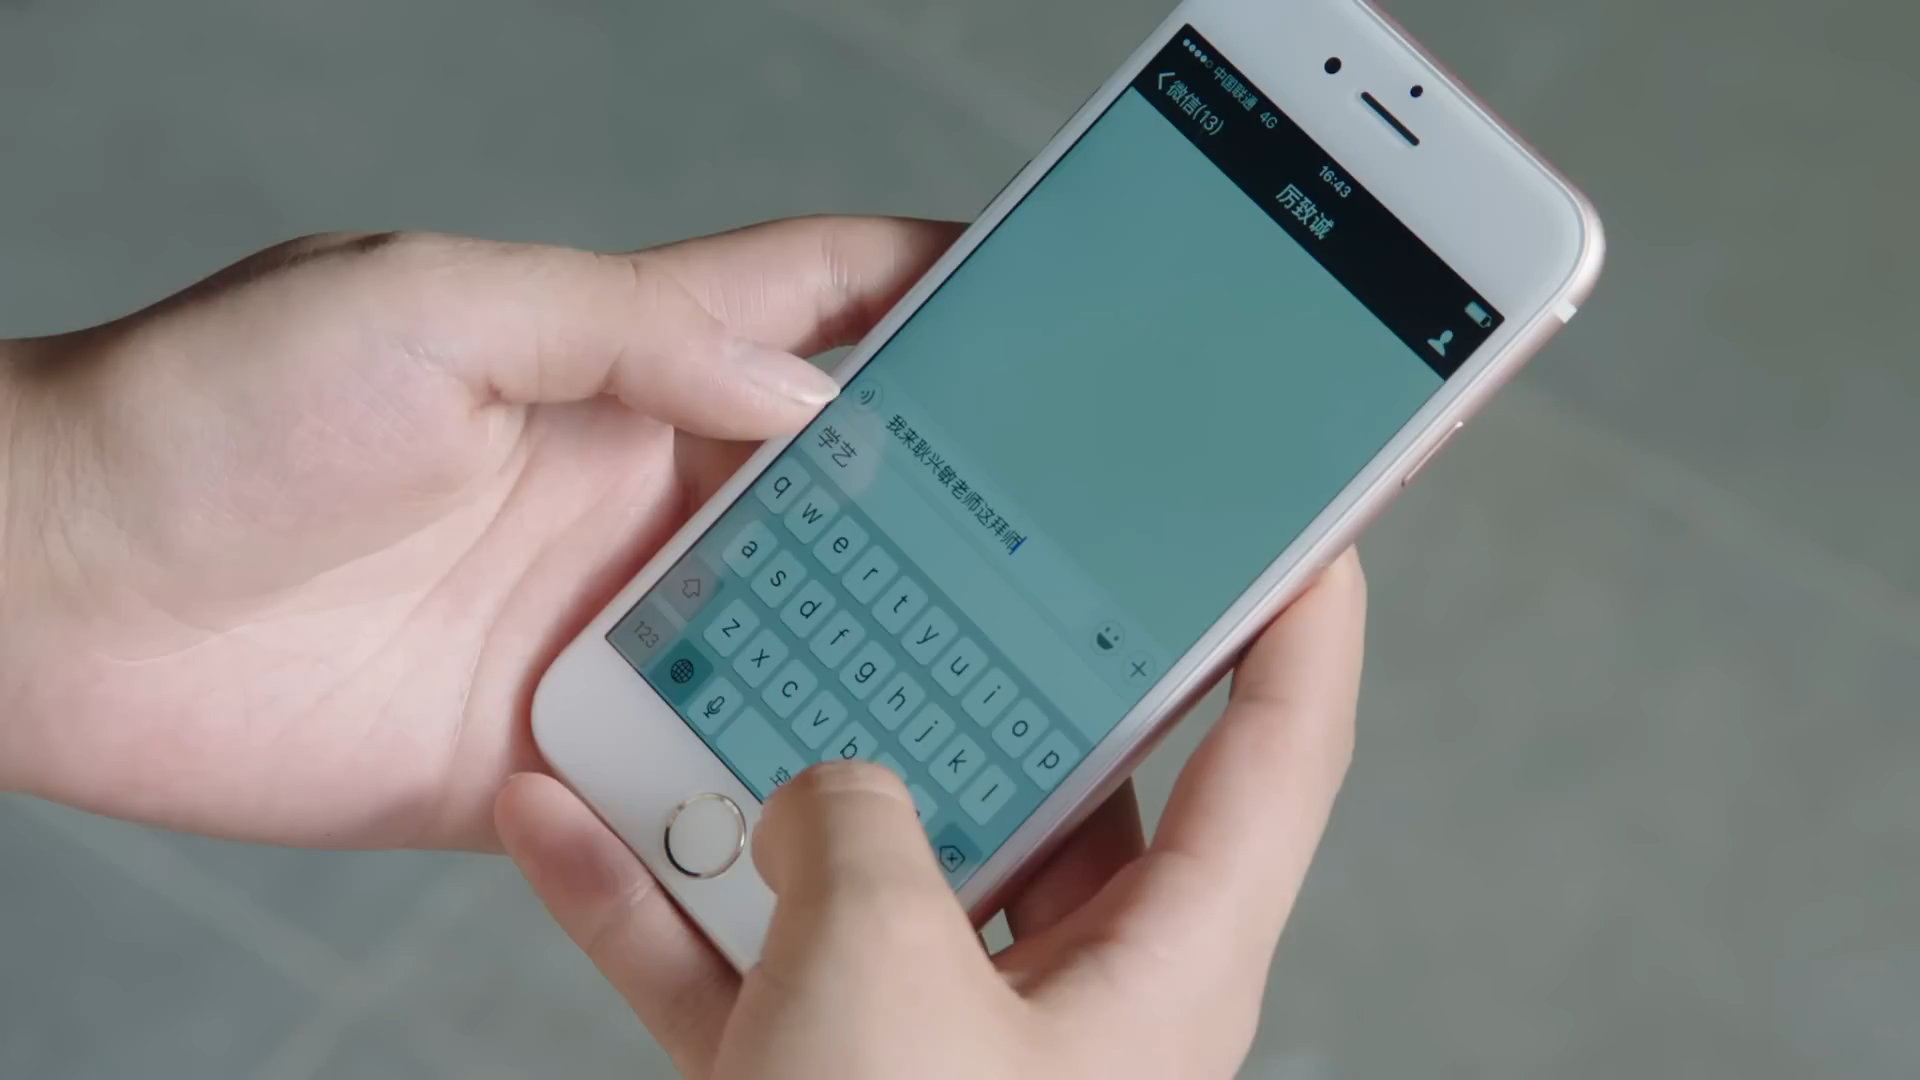 中国联通 4G
16:43
微信(13)
厉致诚
我来耿兴敏老师这拜师
学艺
q w e r t y u i o p
a s d f g h j k l
z x c v b
123
空